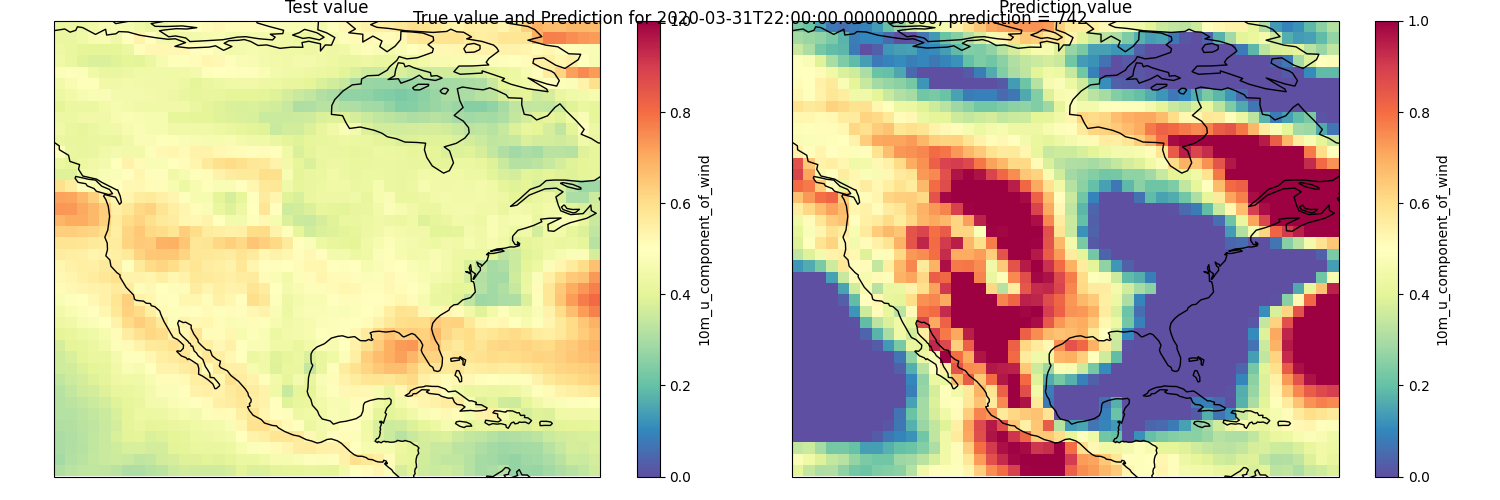 Test value
Prediction value
True value and Prediction for 2020-03-31T22:00:00.000000000, prediction = 742
1.0
0.8
0.6
0.4
0.2
0.0
10m_u_component_of_wind
1.0
0.8
0.6
0.4
0.2
0.0
10m_u_component_of_wind